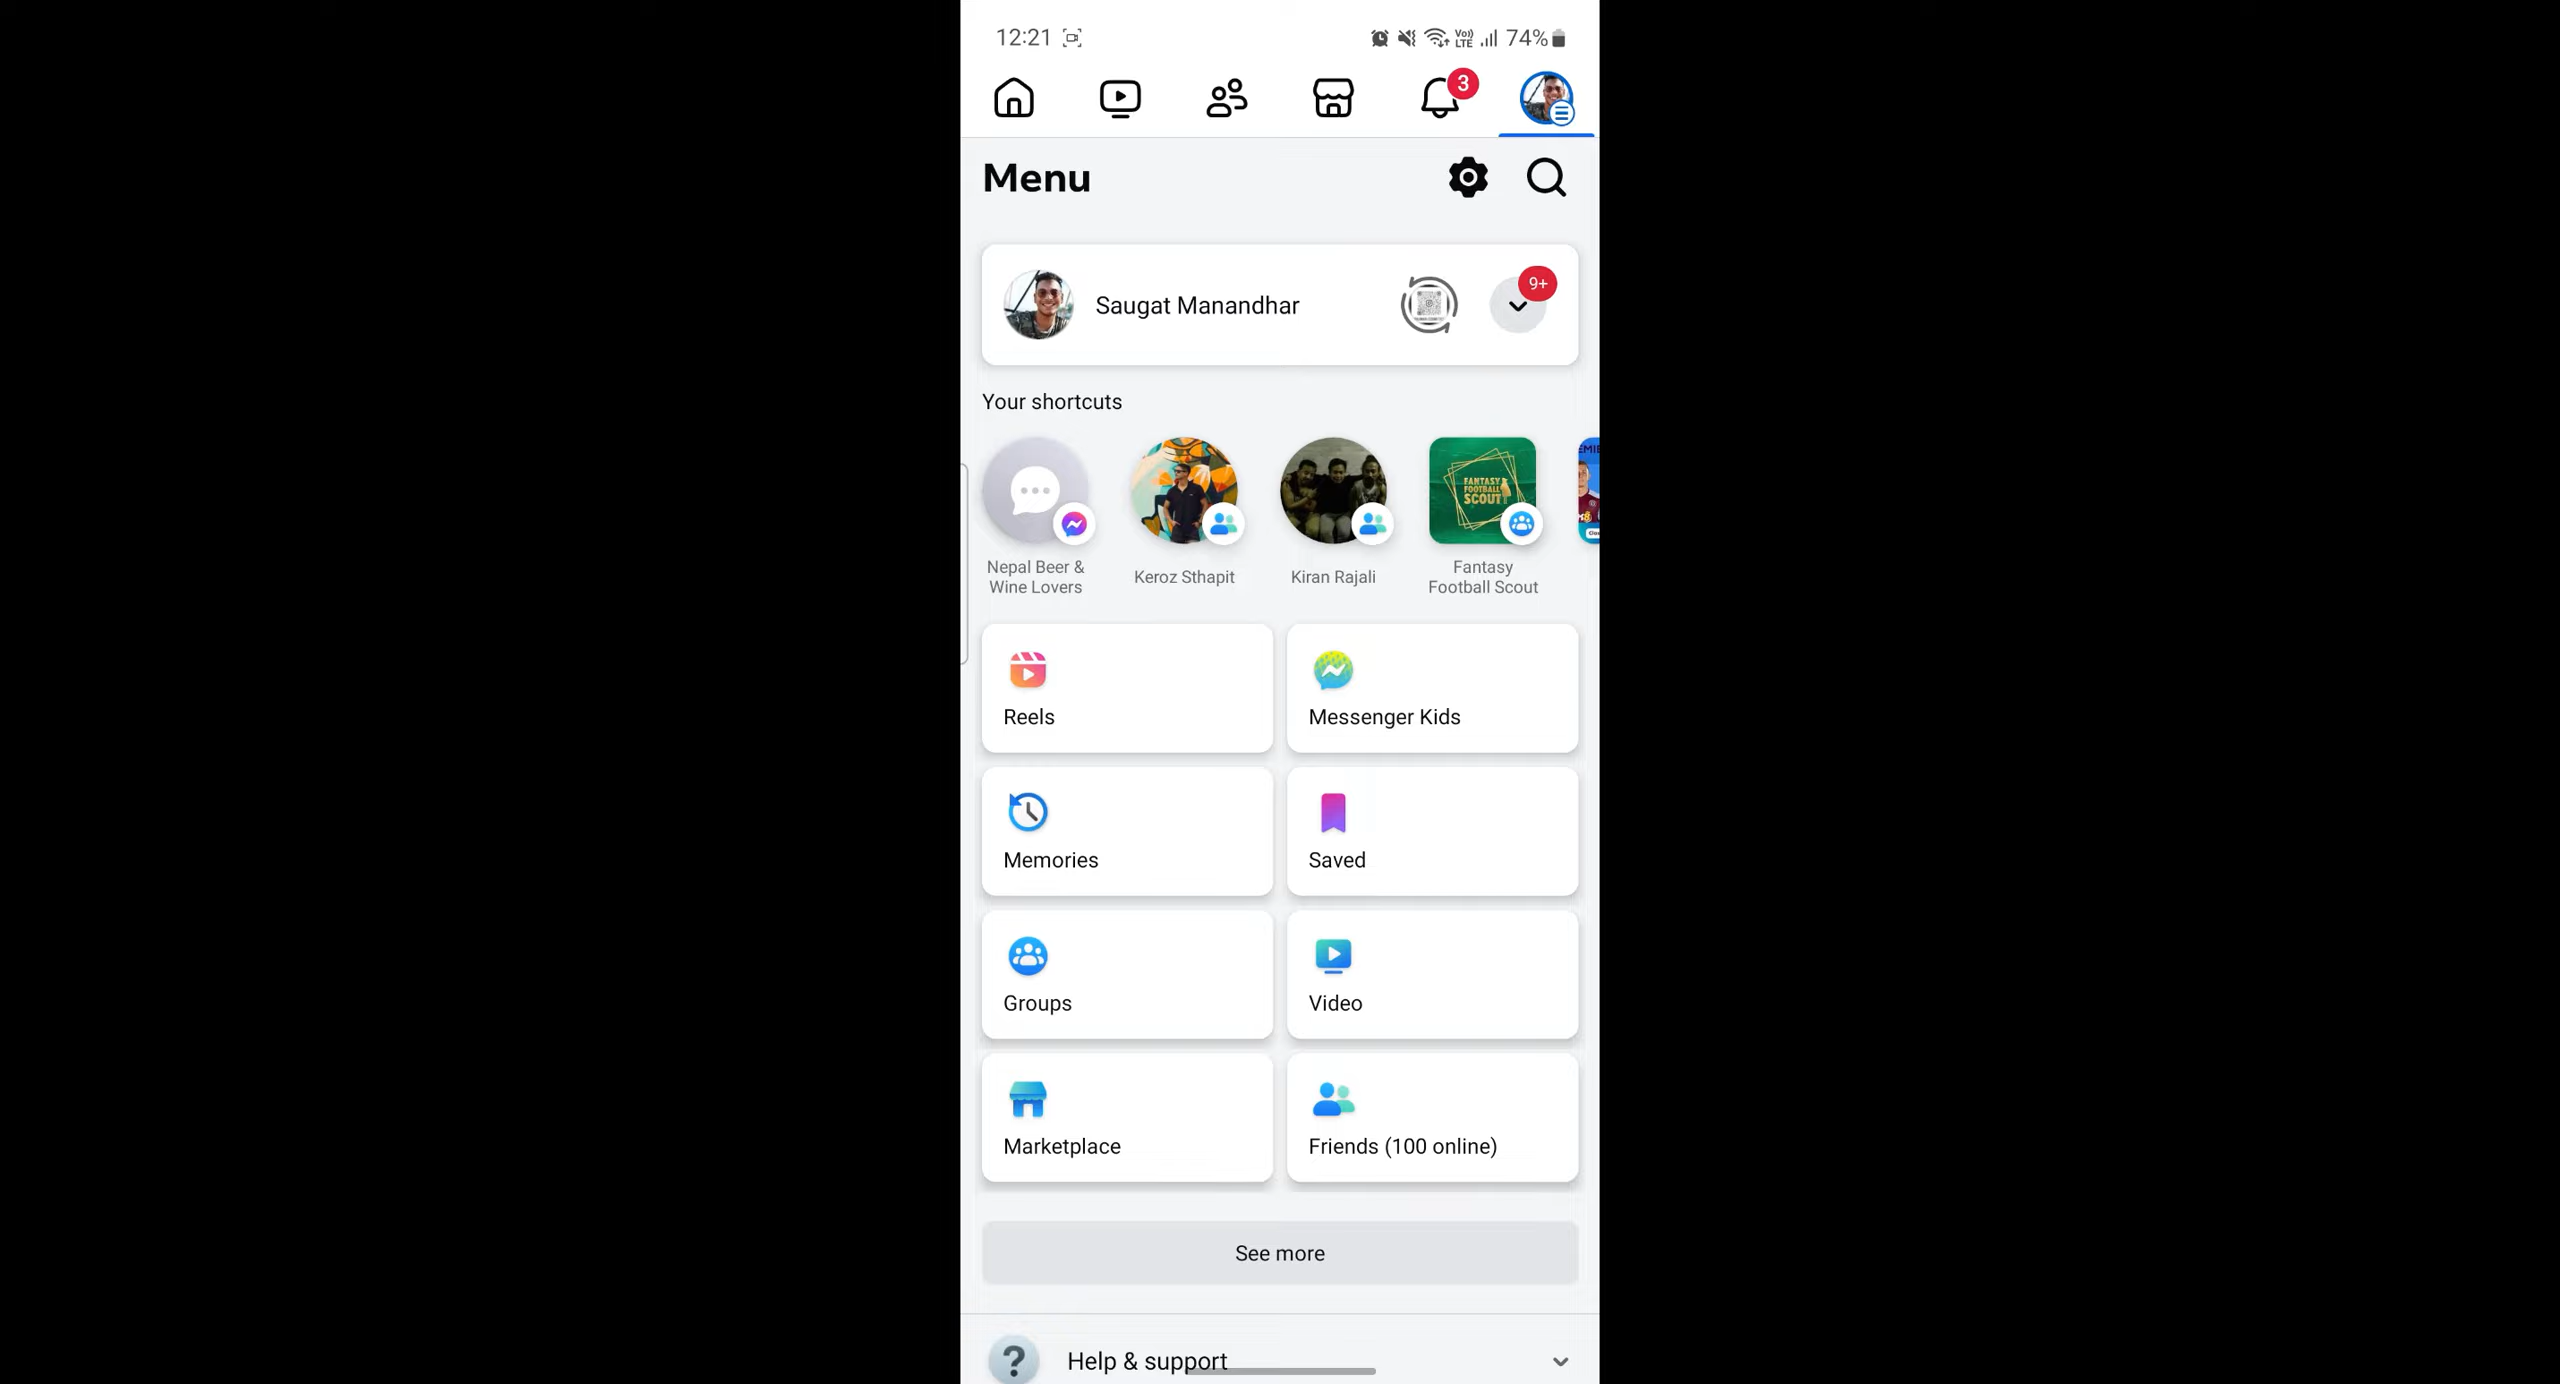 12:21
Vo)) LTE 74%
3
Menu
Saugat Manandhar
9+
Your shortcuts
FANTASY
FOOTBALL
SCOUT
Nepal Beer &
Wine Lovers
Keroz Sthapit
Kiran Rajali
Fantasy
Football Scout
Reels
Messenger Kids
Memories
Saved
Groups
Video
Marketplace
Friends (100 online)
See more
? Help & support